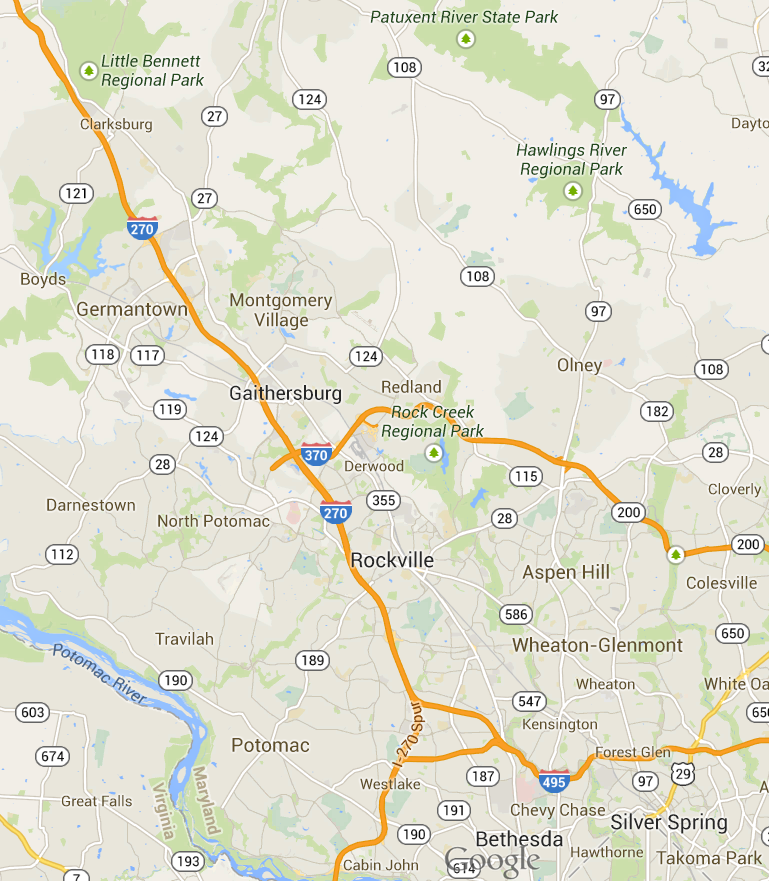 Patuxent River State Park
Little Bennett
Regional Park
108
124
97
32
27
Clarksburg
Dayto
Hawlings River
Regional Park
121
27
650
270
108
Boyds
Germantown
Montgomery
Village
97
118
117
124
Olney
108
Gaithersburg
Redland
119
Rock Creek
Regional Park
182
124
370
28
28
Derwood
115
Cloverly
Darnestown
355
270
28
200
North Potomac
200
112
Rockville
Aspen Hill
Colesville
586
Travilah
650
Wheaton-Glenmont
Potomac River
189
190
Wheaton
White Oa
547
603
I-270 Spur
Kensington
650
Potomac
Forest Glen
674
187
495
97
29
Westlake
Great Falls
Maryland
Virginia
191
Chevy Chase
Silver Spring
190
Bethesda
Hawthorne
Takoma Park
193
Cabin John
614
Google
7